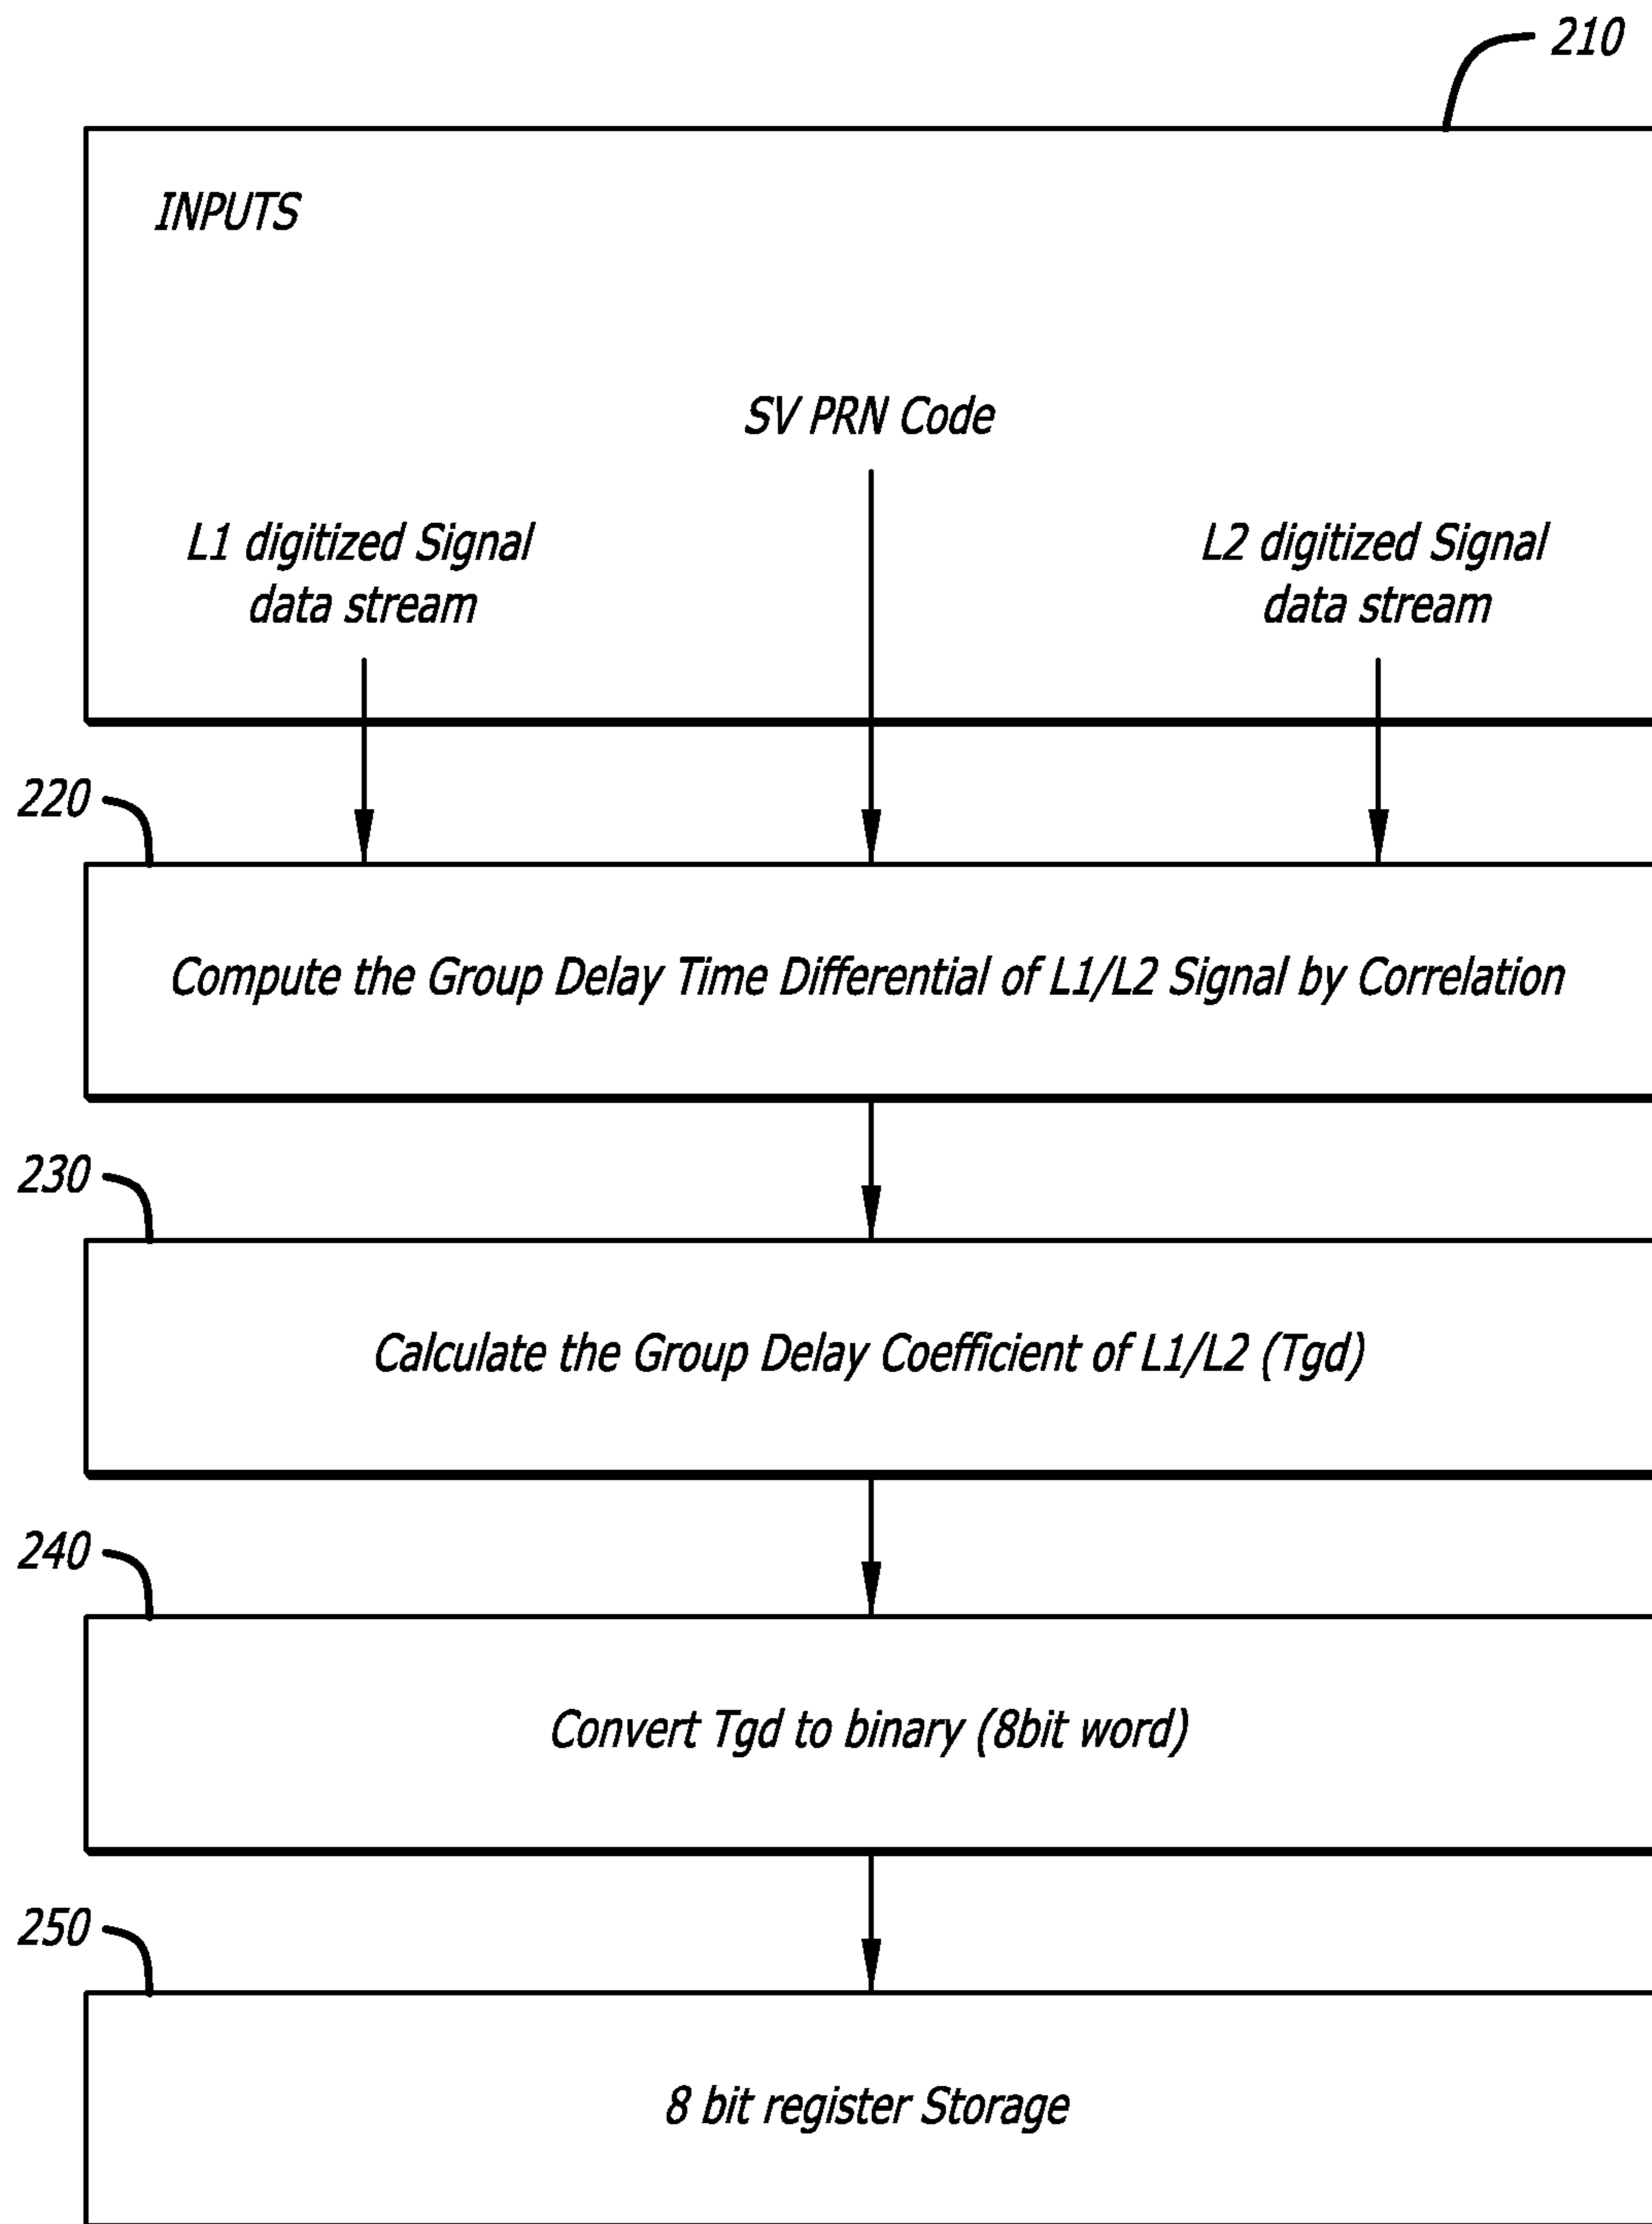 210
INPUTS
SV PRN Code
L1 digitized Signal
data stream
L2 digitized Signal
data stream
220
Compute the Group Delay Time Differential of L1/L2 Signal by Correlation
230
Calculate the Group Delay Coefficient of L1/L2 (Tgd)
240
Convert Tgd to binary (8bit word)
250
8 bit register Storage